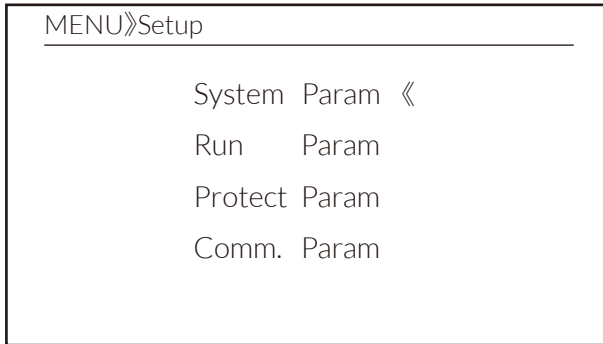 MENU》Setup
System Param 《
Run Param
Protect Param
Comm. Param